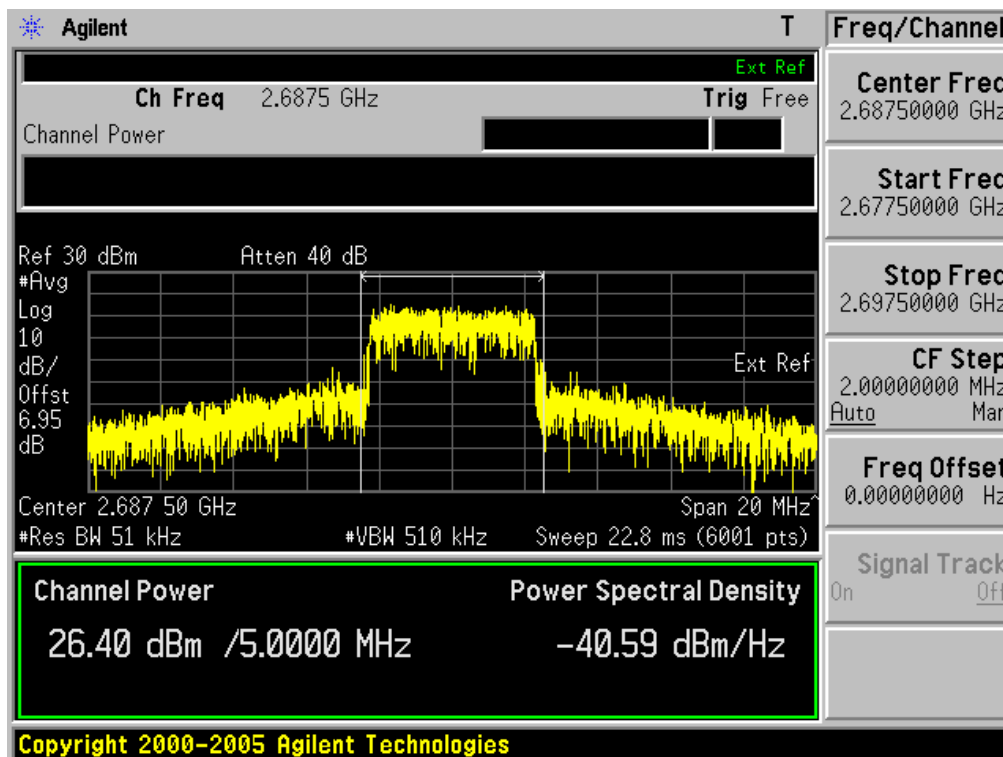 Agilent T Freq/Channel
Ext Ref
Ch Freq 2.6875 GHz Trig Free
Channel Power
Center Freq
2.68750000 GHz
Start Freq
2.67750000 GHz
Stop Freq
2.69750000 GHz
CF Step
2.00000000 MHz
Auto Man
Freq Offset
0.00000000 Hz
Signal Track
On Off
Ref 30 dBm Atten 40 dB
#Avg
Log
10
dB/
Offst
6.95
dB
Ext Ref
Center 2.687 50 GHz Span 20 MHz^
#Res BW 51 kHz #VBW 510 kHz Sweep 22.8 ms (6001 pts)
Channel Power Power Spectral Density
26.40 dBm /5.0000 MHz -40.59 dBm/Hz
Copyright 2000-2005 Agilent Technologies